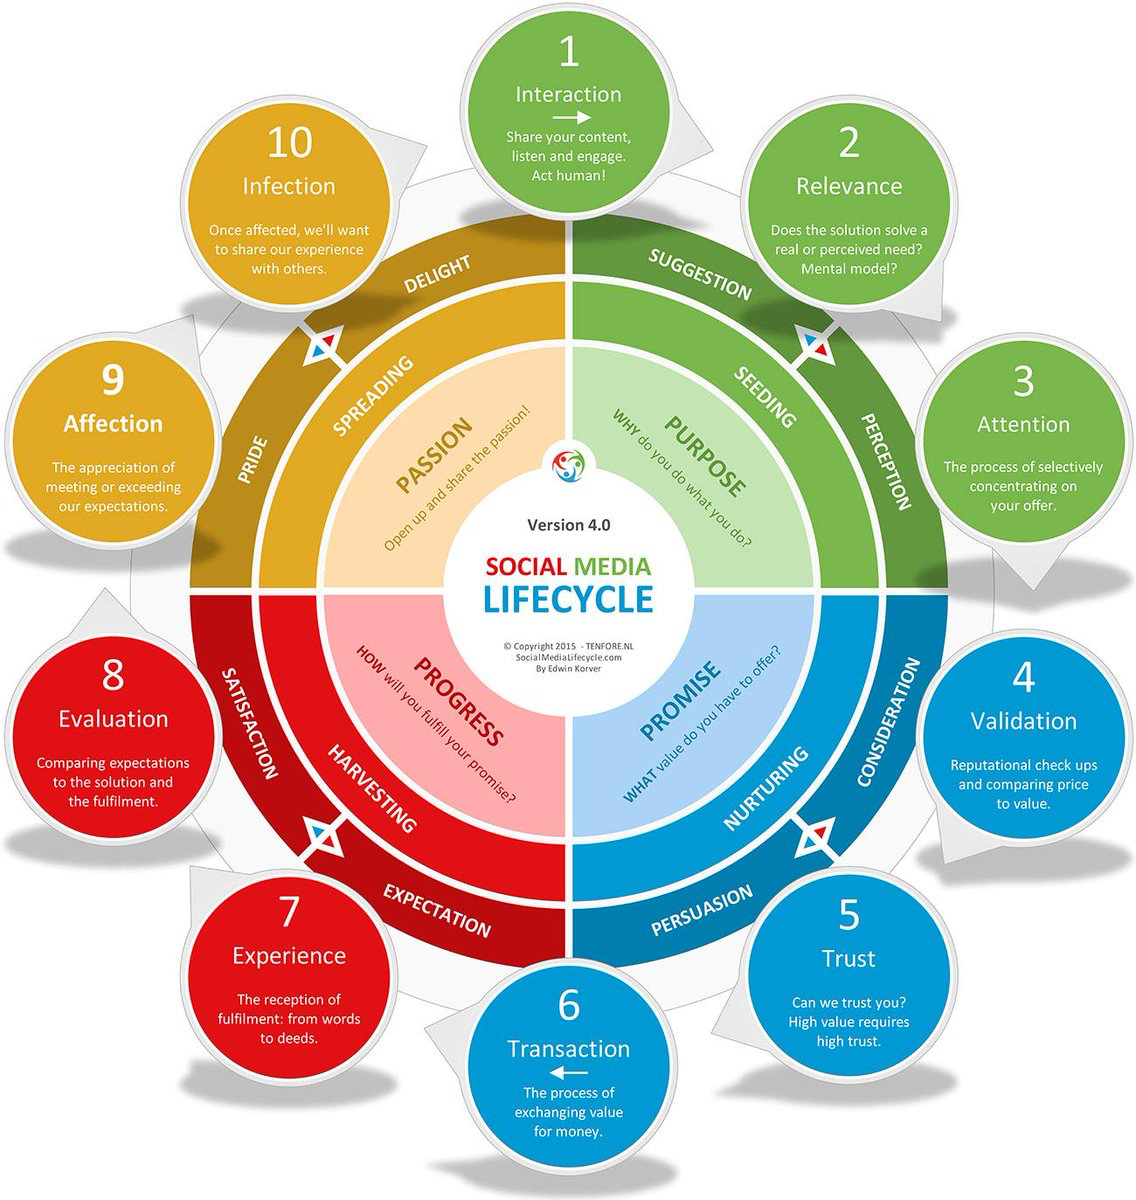 1
Interaction
Share your content,
listen and engage.
Act human!
2
Relevance
Does the solution solve a
real or perceived need?
Mental model?
3
Attention
The process of selectively
concentrating on
your offer.
4
Validation
Reputational check ups
and comparing price
to value.
5
Trust
Can we trust you?
High value requires
high trust.
6
Transaction
The process of
exchanging value
for money.
7
Experience
The reception of
fulfilment: from words
to deeds.
8
Evaluation
Comparing expectations
to the solution and
the fulfilment.
9
Affection
The appreciation of
meeting or exceeding
our expectations.
10
Infection
Once affected, we'll want
to share our experience
with others.
SUGGESTION
PERCEPTION
CONSIDERATION
PERSUASION
EXPECTATION
SATISFACTION
PRIDE
DELIGHT
SEEDING
NURTURING
HARVESTING
SPREADING
PURPOSE
WHY do you do what you do?
PROMISE
WHAT value do you have to offer?
PROGRESS
HOW will you fulfill your promise?
PASSION
Open up and share the passion!
Version 4.0
SOCIAL MEDIA
LIFECYCLE
© Copyright 2015 - TENFORE.NL
SocialMediaLifecycle.com
By Edwin Korver